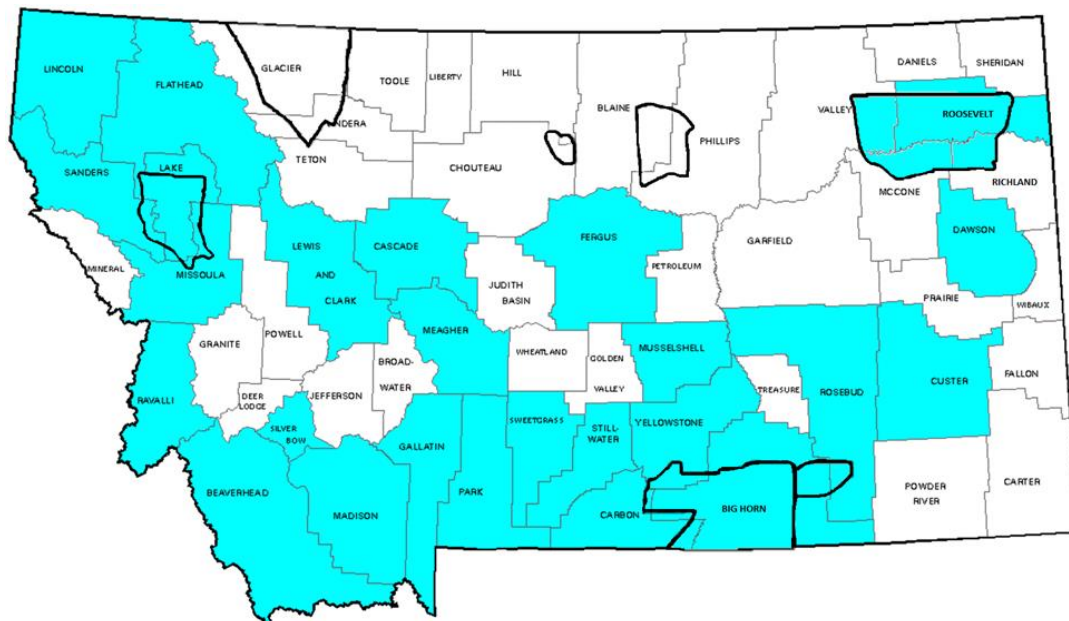 LINCOLN
FLATHEAD
GLACIER
TOOLE
LIBERTY
HILL
BLAINE
PHILLIPS
VALLEY
DANIELS
SHERIDAN
ROOSEVELT
NDERA
TETON
CHOUTEAU
SANDERS
LAKE
MCCONE
RICHLAND
DAWSON
MINERAL
MISSOULA
LEWIS
AND
CLARK
CASCADE
FERGUS
JUDITH
BASIN
PETROLEUM
GARFIELD
PRAIRIE
WIBAUX
POWELL
GRANITE
MEAGHER
BROAD-
WATER
WHEATLAND
GOLDEN
VALLEY
MUSSELSHELL
TREASURE
ROSEBUD
CUSTER
FALLON
RAVALLI
DEER
LODGE
JEFFERSON
SILVER
BOW
GALLATIN
SWEETGRASS
STILL-
WATER
YELLOWSTONE
BEAVERHEAD
MADISON
PARK
CARBON
BIG HORN
POWDER
RIVER
CARTER